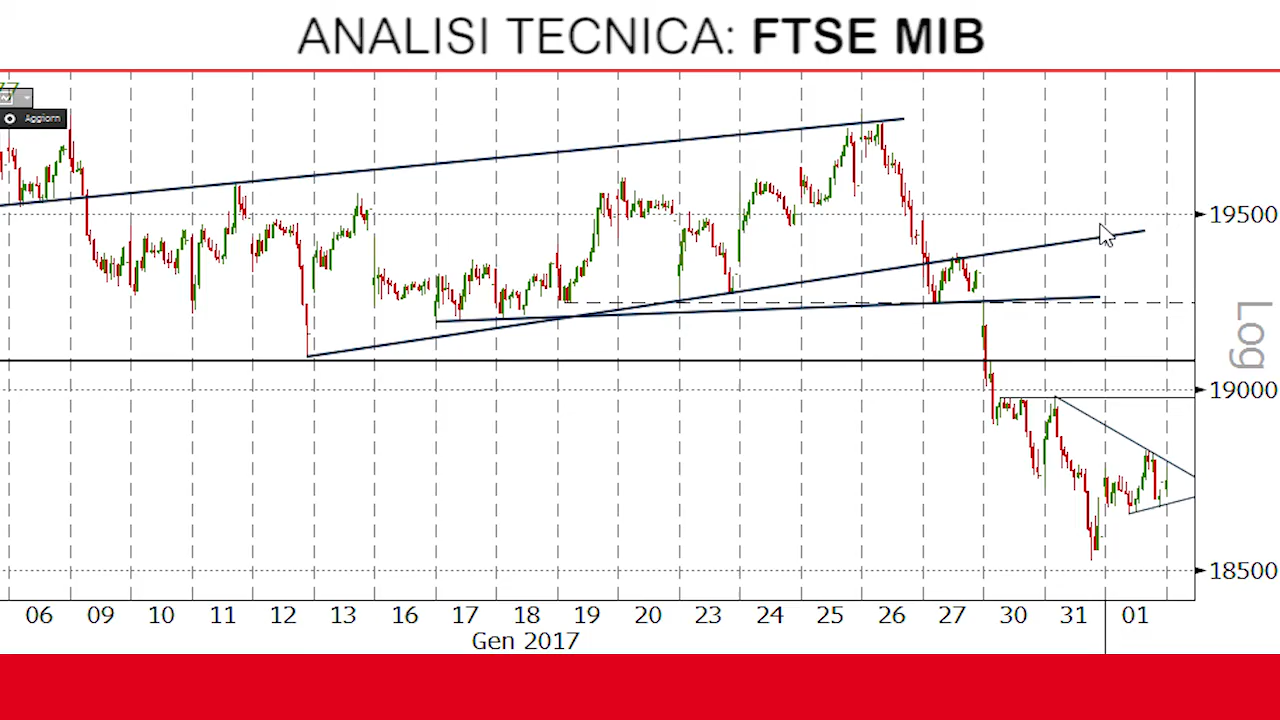 ANALISI TECNICA: FTSE MIB
Aggiorn
19500
Log
19000
18500
06 09 10 11 12 13 16 17 18 19 20 23 24 25 26 27 30 31 01
Gen 2017